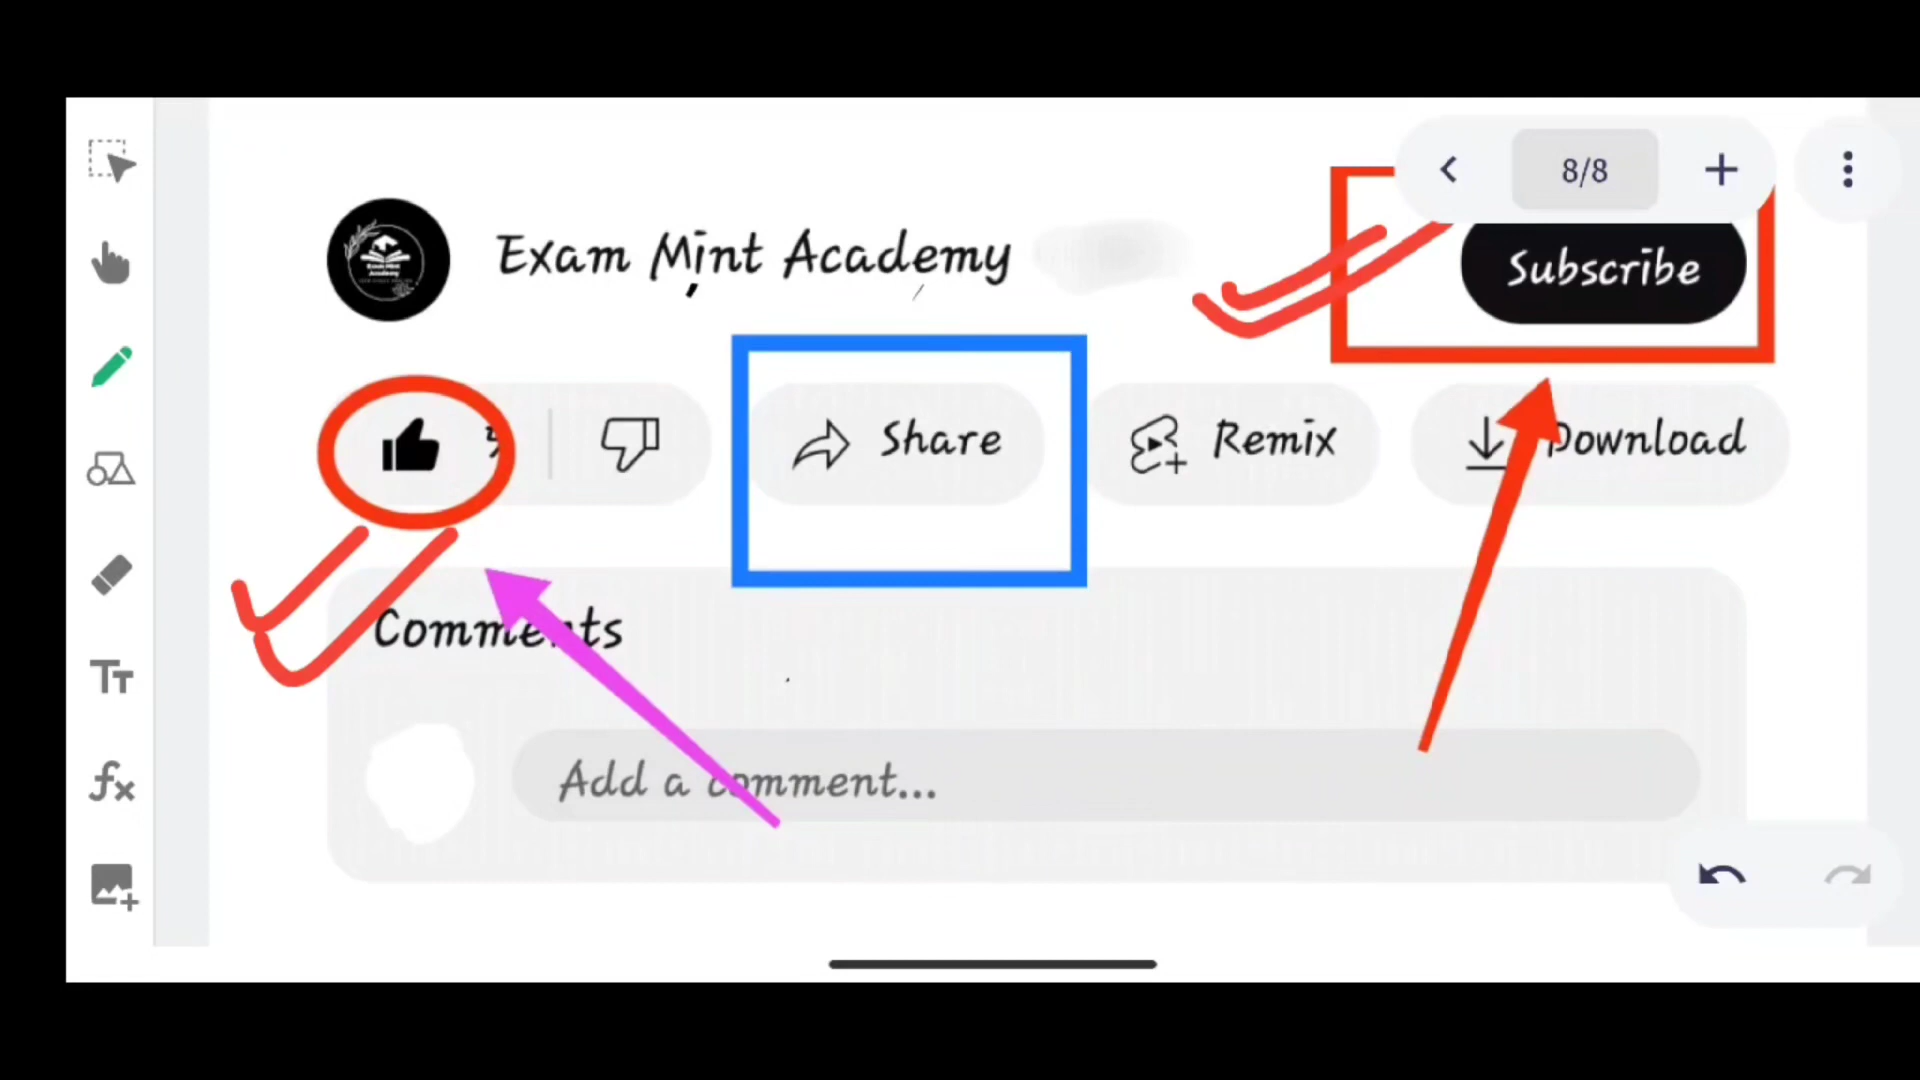 8/8
Exam Mint Academy
Subscribe
Share
Remix
Download
Comments
Add a comment...